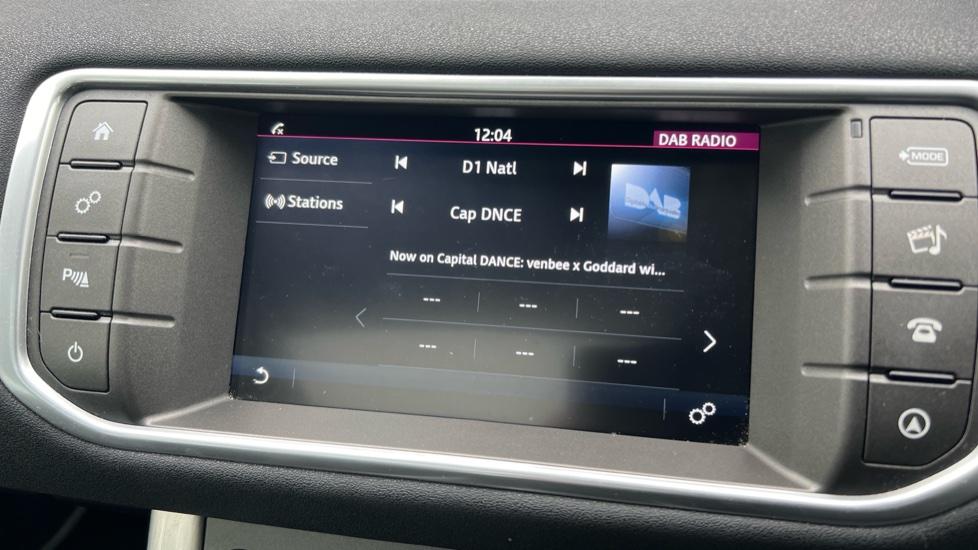 12:04
DAB RADIO
Source
D1 Natl
Stations
Cap DNCE
DAB
Now on Capital DANCE: venbee x Goddard wi...
--- --- ---
--- --- ---
P
MODE